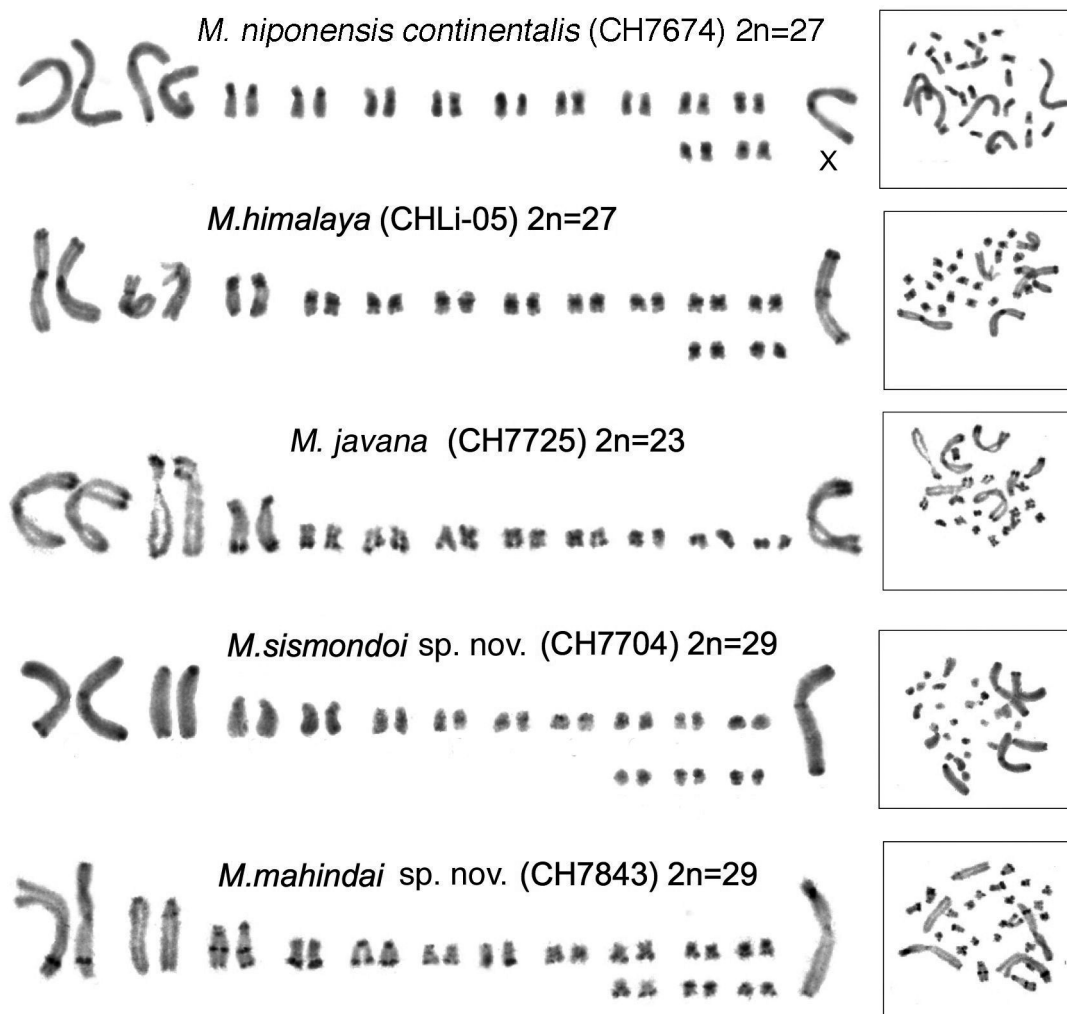 M. niponensis continentalis (CH7674) 2n=27
X
M.himalaya (CHLi-05) 2n=27
M. javana (CH7725) 2n=23
M.sismondoi sp. nov. (CH7704) 2n=29
M.mahindai sp. nov. (CH7843) 2n=29